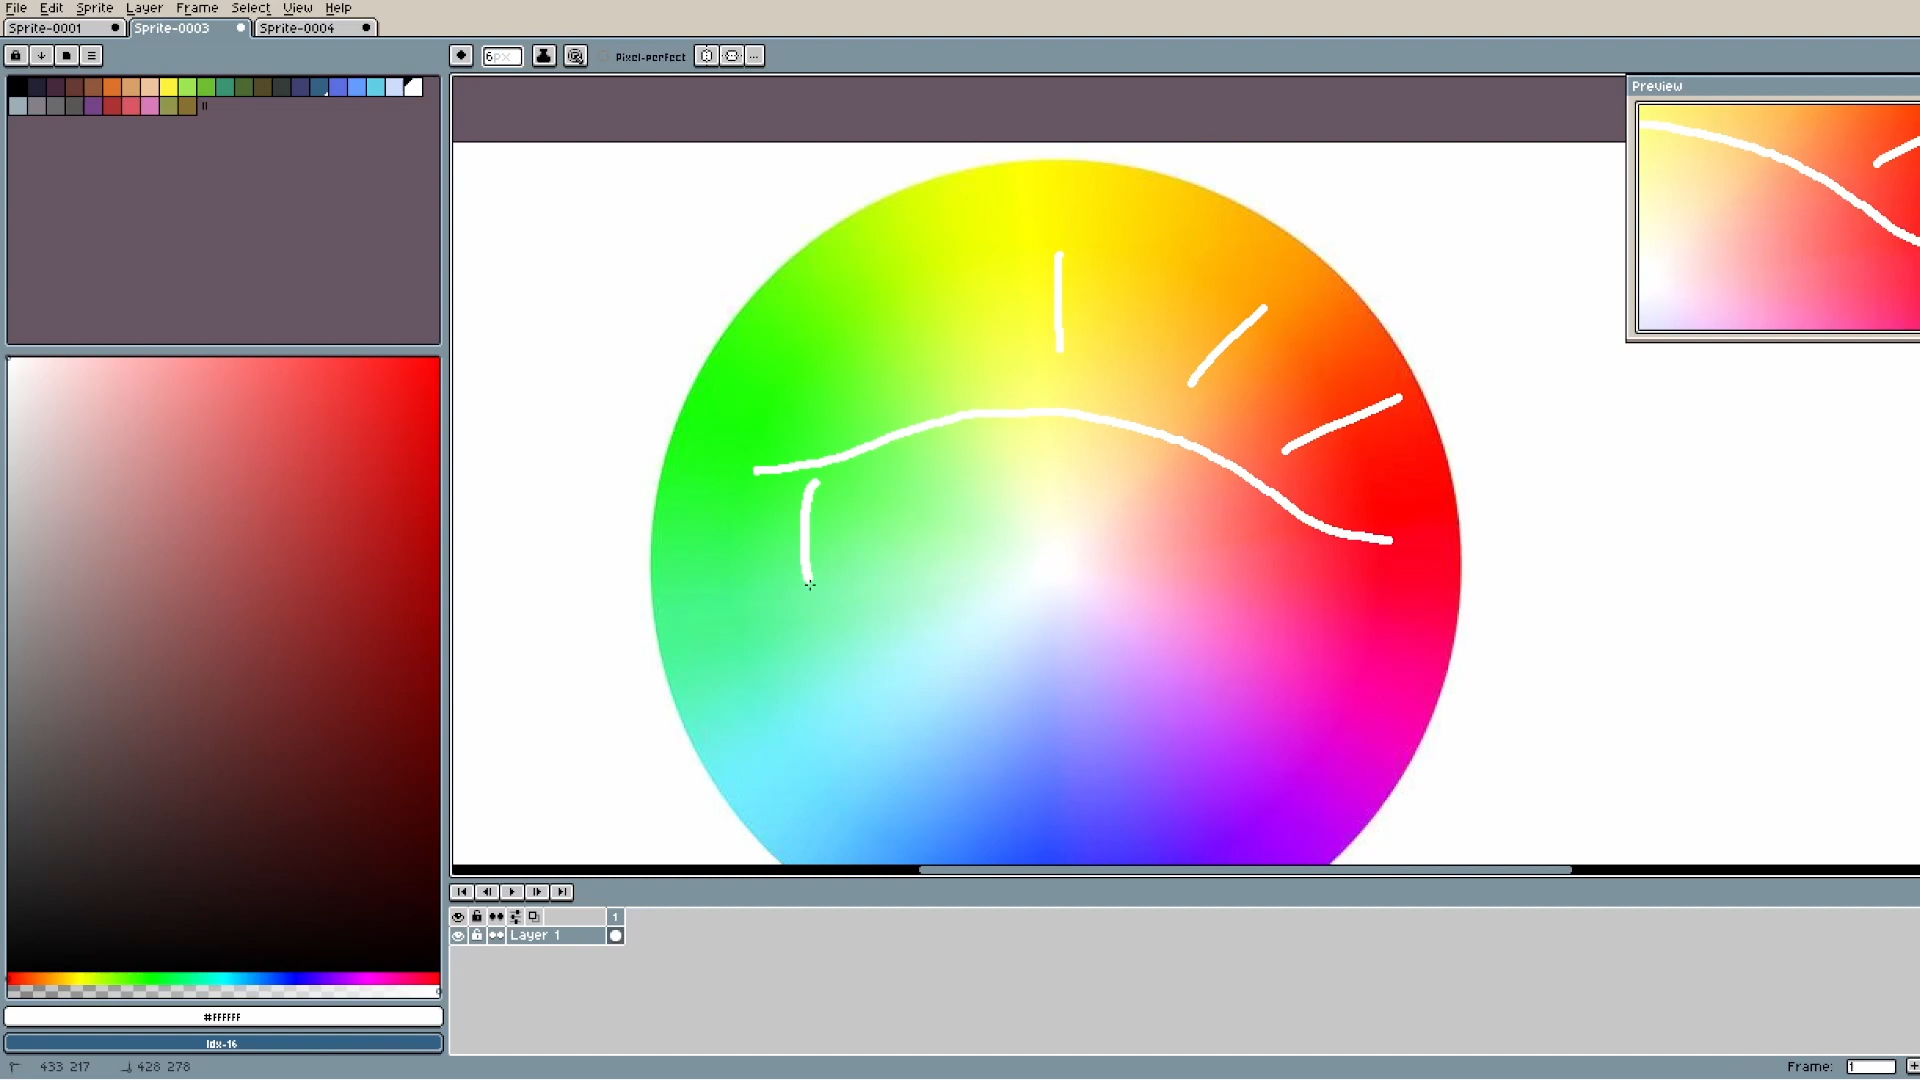 File Edit Sprite Layer Frame Select View Help
Sprite-0001 Sprite-0003 Sprite-0004
6px Pixel-perfect
Preview
1
Layer 1
#FFFFFF
Idx-16
433 217 428 278
Frame: 1